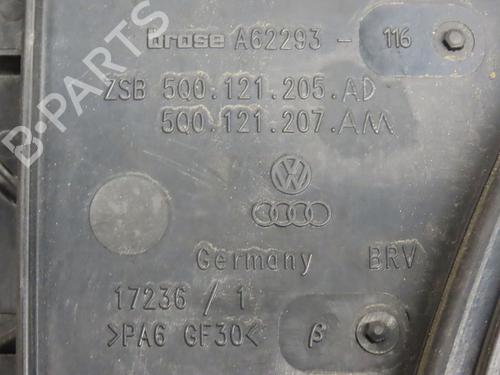 brose A62293 - 116
ZSB 5Q0.121.205.AD
5Q0.121.207.AM
Germany BRV
17236 / 1
>PA6 GF30< β
B-PARTS